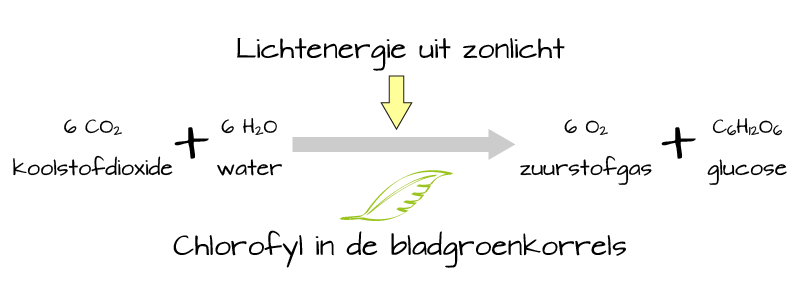 Lichtenergie uit zonlicht
6 CO₂ + 6 H₂O 6 O₂ + C₆H₁₂O₆
koolstofdioxide water zuurstofgas glucose
Chlorofyl in de bladgroenkorrels